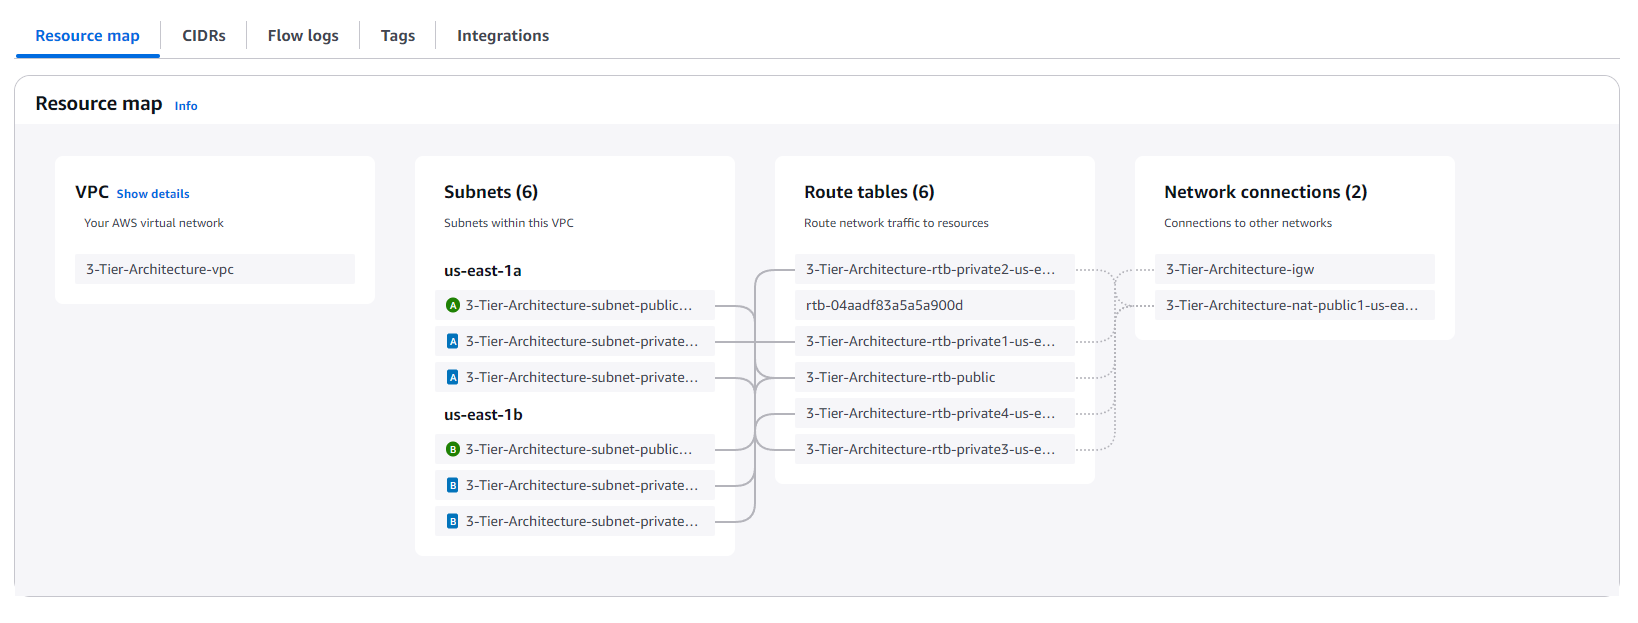 Resource map
CIDRs
Flow logs
Tags
Integrations
Resource map Info
VPC Show details
Your AWS virtual network
3-Tier-Architecture-vpc
Subnets (6)
Subnets within this VPC
us-east-1a
A 3-Tier-Architecture-subnet-public...
A 3-Tier-Architecture-subnet-private...
A 3-Tier-Architecture-subnet-private...
us-east-1b
B 3-Tier-Architecture-subnet-public...
B 3-Tier-Architecture-subnet-private...
B 3-Tier-Architecture-subnet-private...
Route tables (6)
Route network traffic to resources
3-Tier-Architecture-rtb-private2-us-e...
rtb-04aadf83a5a5a900d
3-Tier-Architecture-rtb-private1-us-e...
3-Tier-Architecture-rtb-public
3-Tier-Architecture-rtb-private4-us-e...
3-Tier-Architecture-rtb-private3-us-e...
Network connections (2)
Connections to other networks
3-Tier-Architecture-igw
3-Tier-Architecture-nat-public1-us-ea...